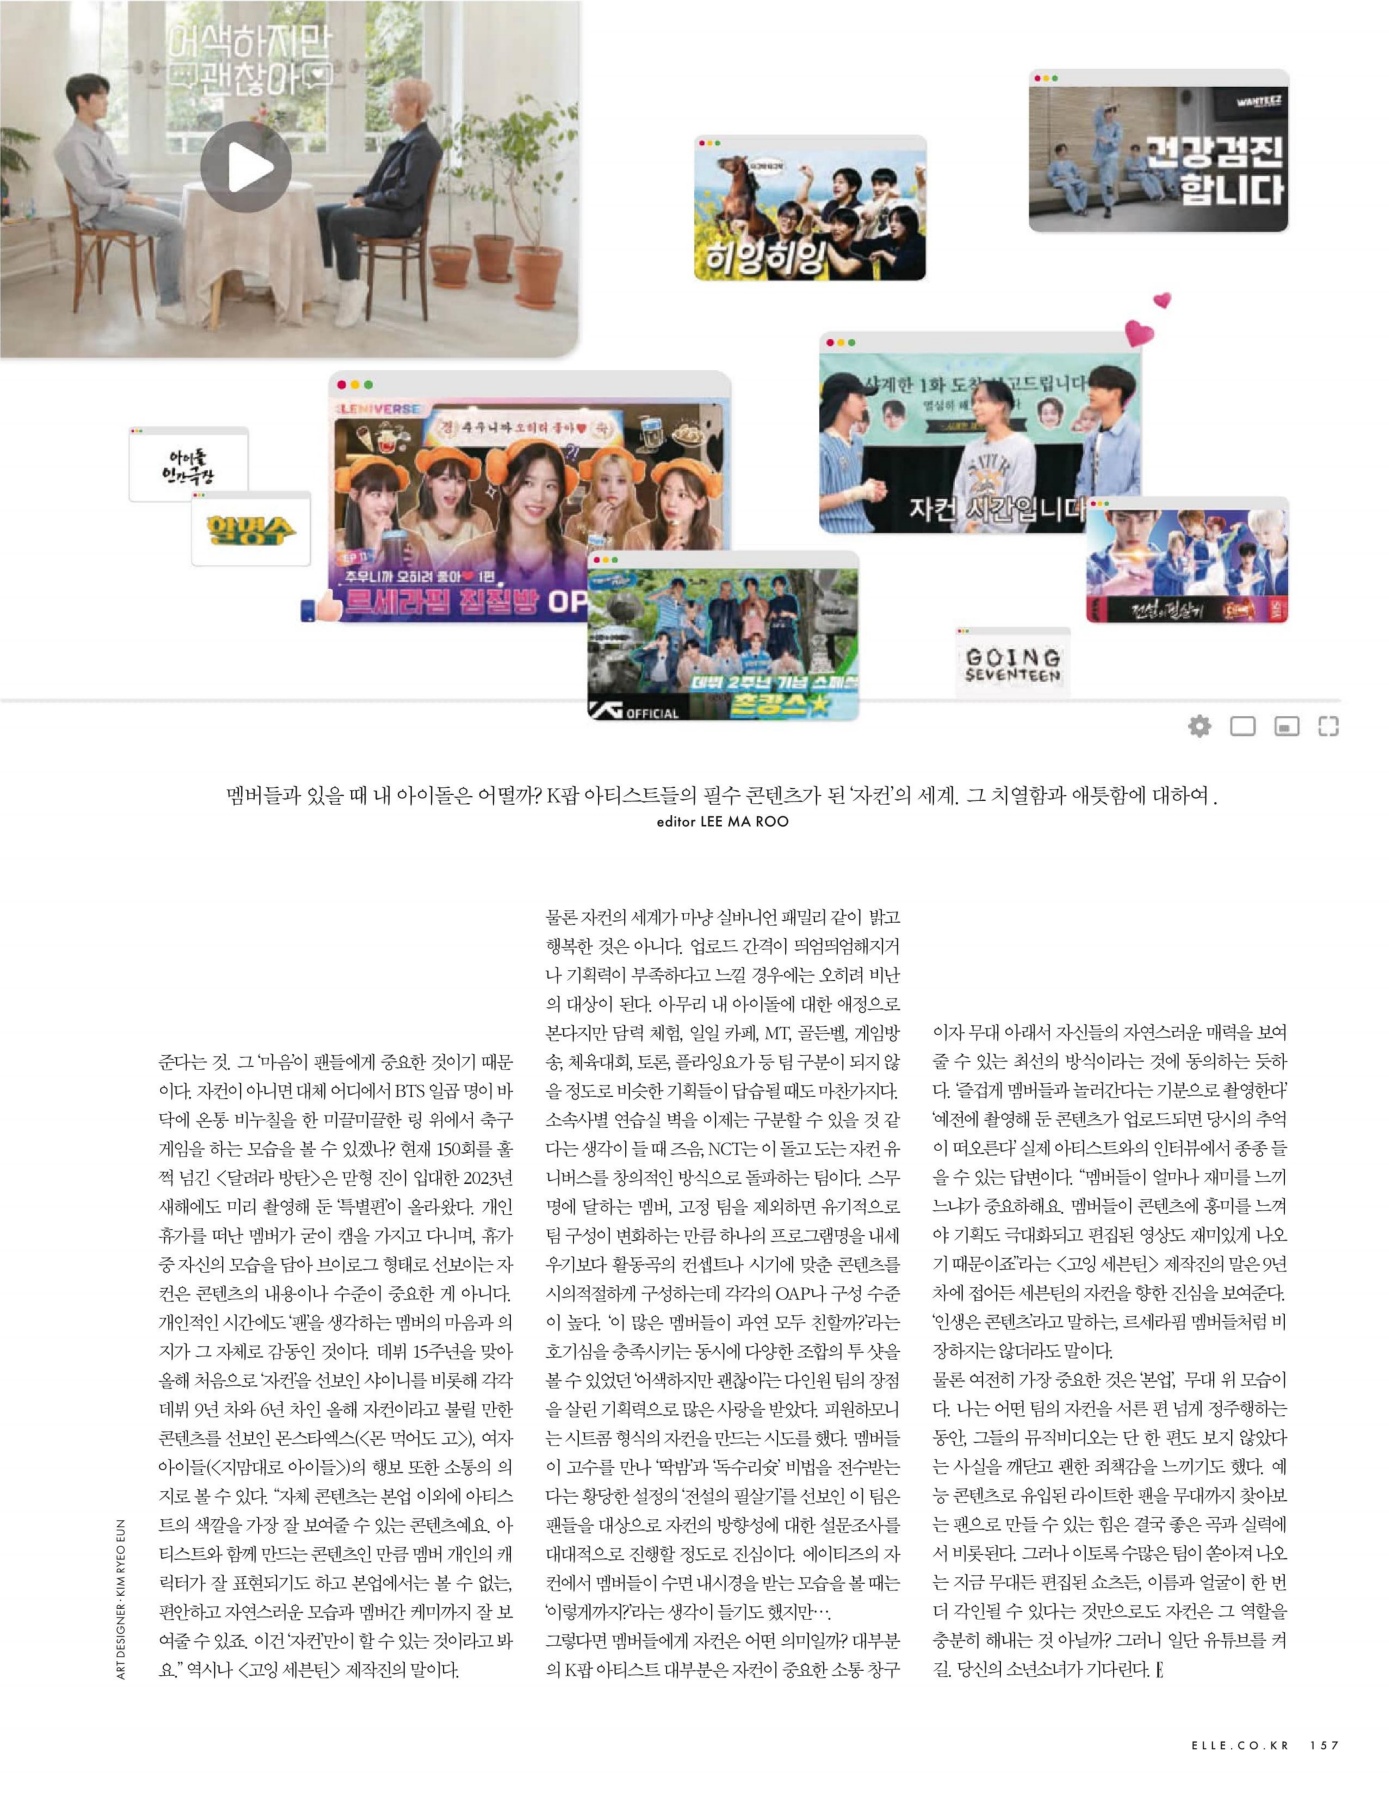 어색하지만
괜찮아
WANTEEZ
건강검진
합니다
히잉히잉
LENIVERSE
추우니까 오히려 좋아
EP 11
추우니까 오히려 좋아 1편
르세라핌 찜질방 OP
아이돌
인간극장
할명수
자컨 시간입니다
데뷔 2주년 기념 스페셜
촌캉스
YG OFFICIAL
전설의 필살기
GOING
SEVENTEEN
멤버들과 있을 때 내 아이돌은 어떨까? K팝 아티스트들의 필수 콘텐츠가 된 ‘자컨’의 세계. 그 치열함과 애틋함에 대하여.
editor LEE MA ROO
준다는 것. 그 ‘마음’이 팬들에게 중요한 것이기 때문
이다. 자컨이 아니면 대체 어디에서 BTS 일곱 명이 바
닥에 온통 비누칠을 한 미끌미끌한 링 위에서 축구
게임을 하는 모습을 볼 수 있겠나? 현재 150회를 훌
쩍 넘긴 <달려라 방탄>은 맏형 진이 입대한 2023년
새해에도 미리 촬영해 둔 ‘특별편’이 올라왔다. 개인
휴가를 떠난 멤버가 굳이 캠을 가지고 다니며, 휴가
중 자신의 모습을 담아 브이로그 형태로 선보이는 자
컨은 콘텐츠의 내용이나 수준이 중요한 게 아니다.
개인적인 시간에도 ‘팬’을 생각하는 멤버의 마음과 의
지가 그 자체로 감동인 것이다. 데뷔 15주년을 맞아
올해 처음으로 ‘자컨’을 선보인 샤이니를 비롯해 각각
데뷔 9년 차와 6년 차인 올해 자컨이라고 불릴 만한
콘텐츠를 선보인 몬스타엑스(<몬 먹어도 고>), 여자
아이들(<지맘대로 아이들>)의 행보 또한 소통의 의
지로 볼 수 있다. “자체 콘텐츠는 본업 이외에 아티스
트의 색깔을 가장 잘 보여줄 수 있는 콘텐츠예요. 아
티스트와 함께 만드는 콘텐츠인 만큼 멤버 개인의 캐
릭터가 잘 표현되기도 하고 본업에서는 볼 수 없는,
편안하고 자연스러운 모습과 멤버간 케미까지 잘 보
여줄 수 있죠. 이건 ‘자컨’만이 할 수 있는 것이라고 봐
요.” 역시나 <고잉 세븐틴> 제작진의 말이다.
물론 자컨의 세계가 마냥 실바니언 패밀리 같이 밝고
행복한 것은 아니다. 업로드 간격이 띄엄띄엄해지거
나 기획력이 부족하다고 느낄 경우에는 오히려 비난
의 대상이 된다. 아무리 내 아이돌에 대한 애정으로
본다지만 담력 체험, 일일 카페, MT, 골든벨, 게임방
송, 체육대회, 토론, 플라잉요가 등 팀 구분이 되지 않
을 정도로 비슷한 기획들이 답습될 때도 마찬가지다.
소속사별 연습실 벽을 이제는 구분할 수 있을 것 같
다는 생각이 들 때 즈음, NCT는 이 돌고 도는 자컨 유
니버스를 창의적인 방식으로 돌파하는 팀이다. 스무
명에 달하는 멤버, 고정 팀을 제외하면 유기적으로
팀 구성이 변화하는 만큼 하나의 프로그램명을 내세
우기보다 활동곡의 컨셉트나 시기에 맞춘 콘텐츠를
시의적절하게 구성하는데 각각의 OAP나 구성 수준
이 높다. ‘이 많은 멤버들이 과연 모두 친할까?’라는
호기심을 충족시키는 동시에 다양한 조합의 투 샷을
볼 수 있었던 ‘어색하지만 괜찮아’는 다인원 팀의 장점
을 살린 기획력으로 많은 사랑을 받았다. 피원하모니
는 시트콤 형식의 자컨을 만드는 시도를 했다. 멤버들
이 고수를 만나 ‘딱밤’과 ‘독수리슛’ 비법을 전수받는
다는 황당한 설정의 ‘전설의 필살기’를 선보인 이 팀은
팬들을 대상으로 자컨의 방향성에 대한 설문조사를
대대적으로 진행할 정도로 진심이다. 에이티즈의 자
컨에서 멤버들이 수면 내시경을 받는 모습을 볼 때는
‘이렇게까지?’라는 생각이 들기도 했지만….
그렇다면 멤버들에게 자컨은 어떤 의미일까? 대부분
의 K팝 아티스트 대부분은 자컨이 중요한 소통 창구
이자 무대 아래서 자신들의 자연스러운 매력을 보여
줄 수 있는 최선의 방식이라는 것에 동의하는 듯하
다. ‘즐겁게 멤버들과 놀러간다는 기분으로 촬영한다’
‘예전에 촬영해 둔 콘텐츠가 업로드되면 당시의 추억
이 떠오른다’ 실제 아티스트와의 인터뷰에서 종종 들
을 수 있는 답변이다. “멤버들이 얼마나 재미를 느끼
느냐가 중요하해요. 멤버들이 콘텐츠에 흥미를 느껴
야 기획도 극대화되고 편집된 영상도 재미있게 나오
기 때문이죠”라는 <고잉 세븐틴> 제작진의 말은 9년
차에 접어든 세븐틴의 자컨을 향한 진심을 보여준다.
‘인생은 콘텐츠’라고 말하는, 르세라핌 멤버들처럼 비
장하지는 않더라도 말이다.
물론 여전히 가장 중요한 것은 ‘본업’, 무대 위 모습이
다. 나는 어떤 팀의 자컨을 서른 편 넘게 정주행하는
동안, 그들의 뮤직비디오는 단 한 편도 보지 않았다
는 사실을 깨닫고 괜한 죄책감을 느끼기도 했다. 예
능 콘텐츠로 유입된 라이트한 팬을 무대까지 찾아보
는 팬으로 만들 수 있는 힘은 결국 좋은 곡과 실력에
서 비롯된다. 그러나 이토록 수많은 팀이 쏟아져 나오
는 지금 무대든 편집된 쇼츠든, 이름과 얼굴이 한 번
더 각인될 수 있다는 것만으로도 자컨은 그 역할을
충분히 해내는 것 아닐까? 그러니 일단 유튜브를 켜
길. 당신의 소년소녀가 기다린다. E
ART DESIGNER · KIM RYEO EUN
ELLE.CO.KR 157